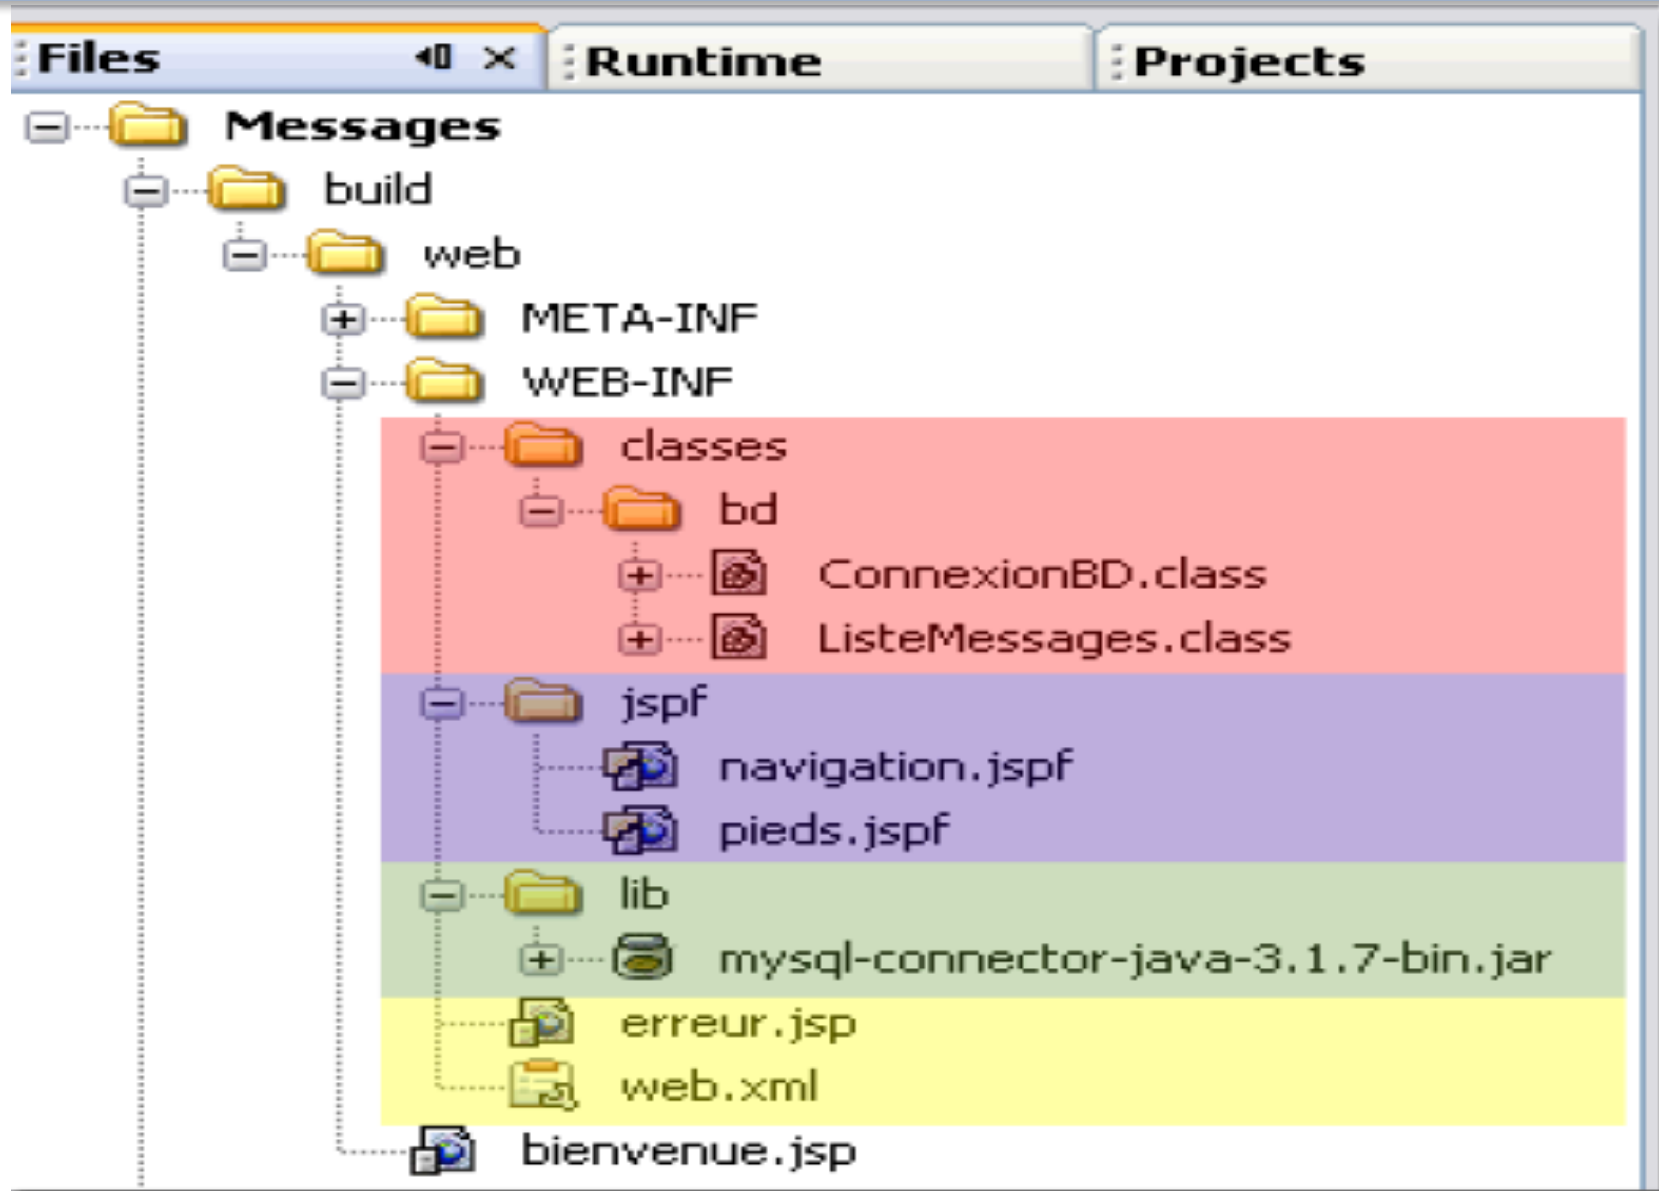 Files Runtime Projects
Messages
build
web
META-INF
WEB-INF
classes
bd
ConnexionBD.class
ListeMessages.class
jspf
navigation.jspf
pieds.jspf
lib
mysql-connector-java-3.1.7-bin.jar
erreur.jsp
web.xml
bienvenue.jsp